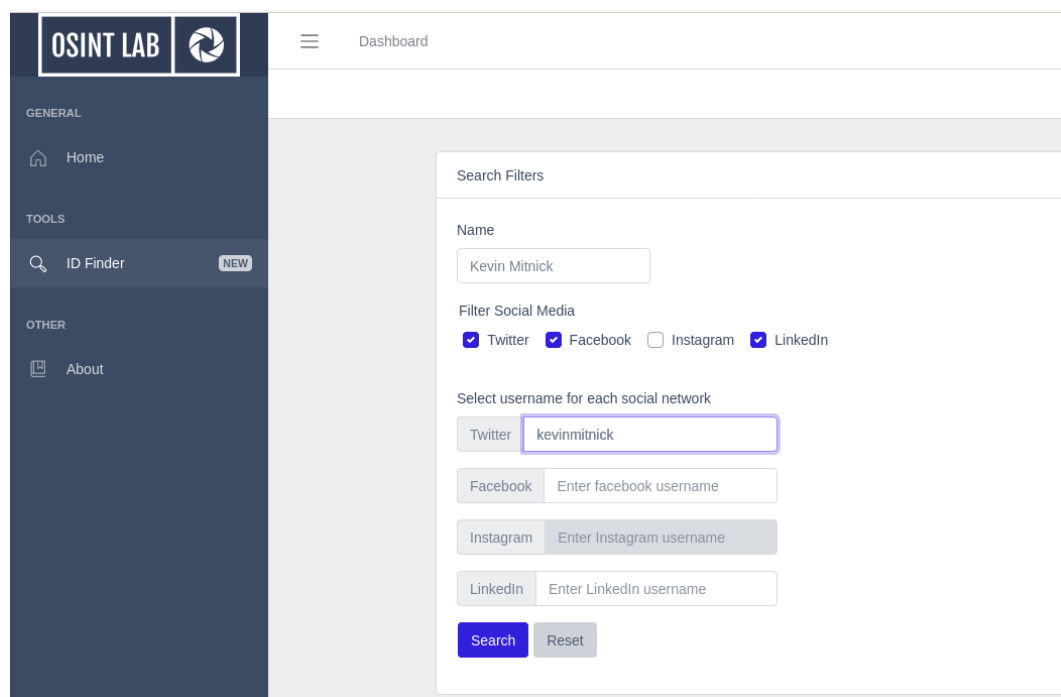 OSINT LAB
Dashboard
GENERAL
Home
TOOLS
ID Finder NEW
OTHER
About
Search Filters
Name
Kevin Mitnick
Filter Social Media
Twitter Facebook Instagram LinkedIn
Select username for each social network
Twitter kevinmitnick
Facebook Enter facebook username
Instagram Enter Instagram username
LinkedIn Enter LinkedIn username
Search Reset